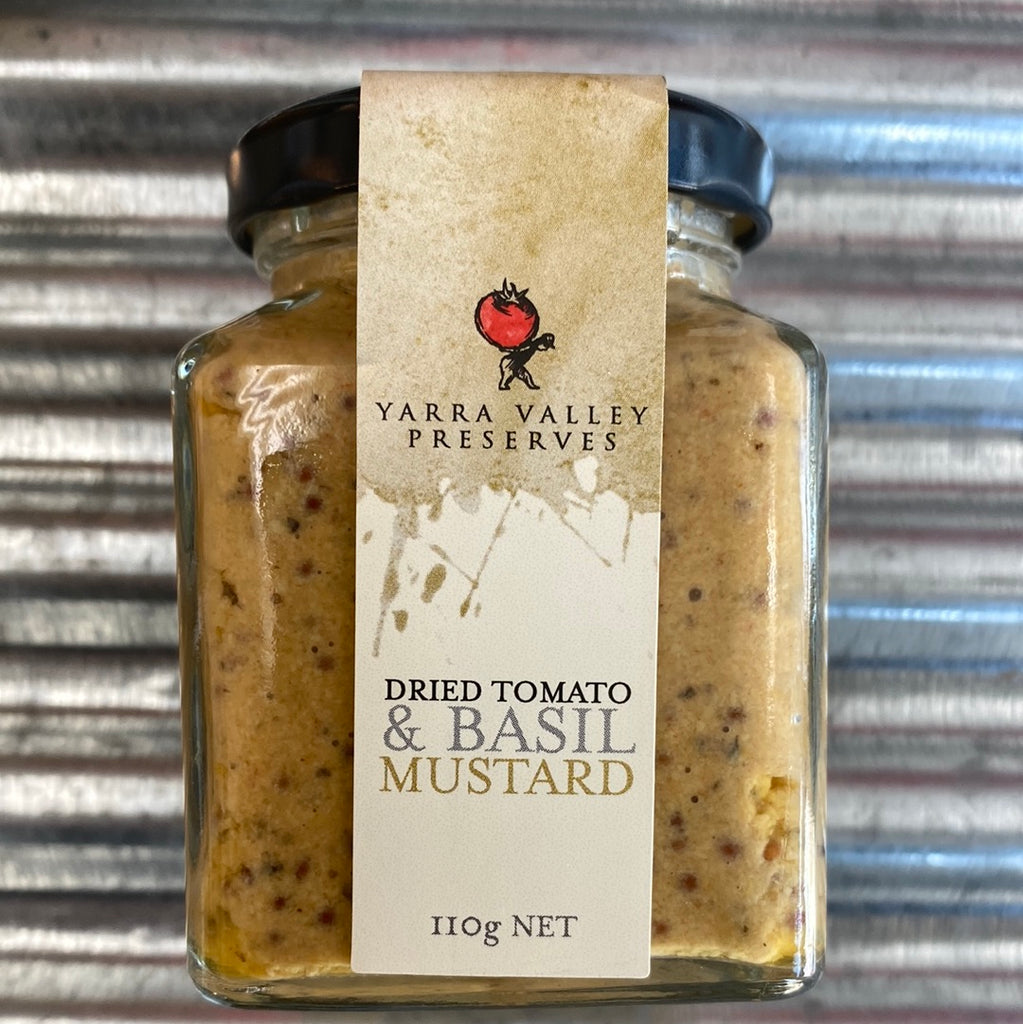 YARRA VALLEY
PRESERVES
DRIED TOMATO
& BASIL
MUSTARD
110g NET